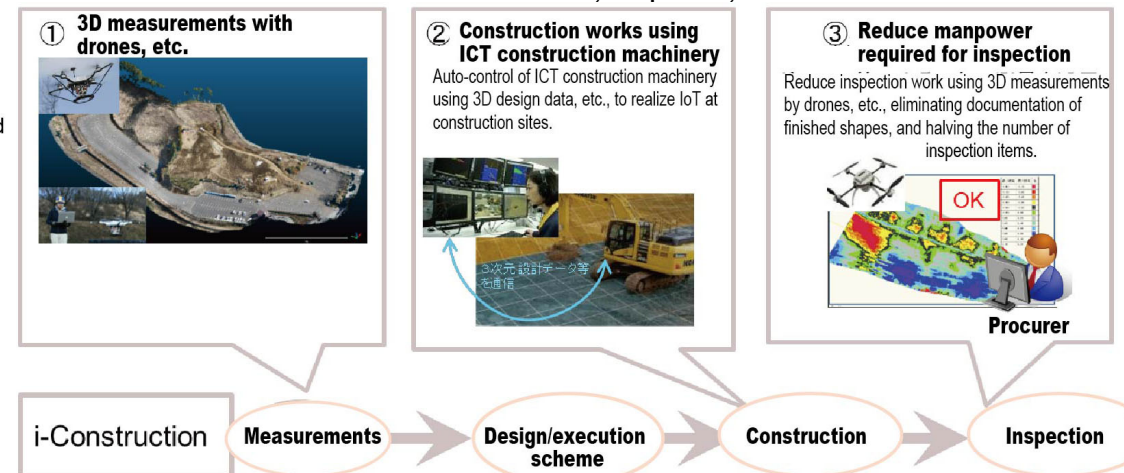 ① 3D measurements with
drones, etc.
② Construction works using
ICT construction machinery
Auto-control of ICT construction machinery
using 3D design data, etc., to realize IoT at
construction sites.
3次元設計データ等
を通信
③ Reduce manpower
required for inspection
Reduce inspection work using 3D measurements
by drones, etc., eliminating documentation of
finished shapes, and halving the number of
inspection items.
OK
Procurer
i-Construction
Measurements
Design/execution
scheme
Construction
Inspection